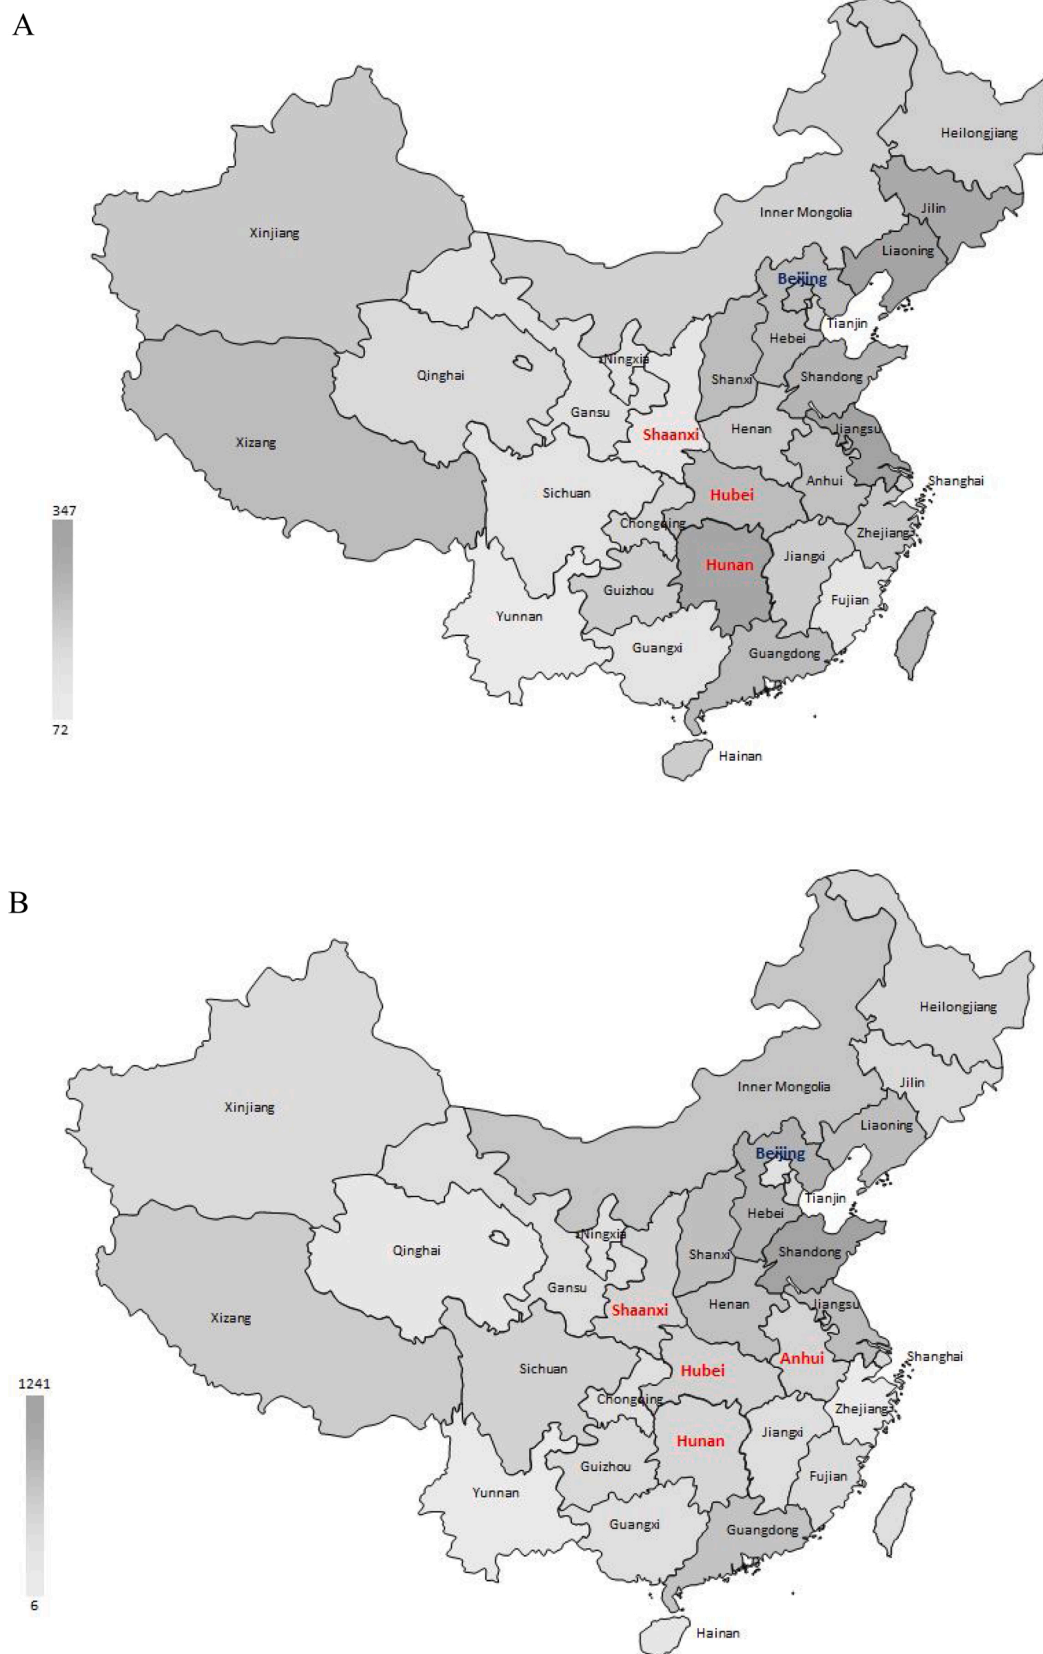 A
Heilongjiang
Inner Mongolia
Jilin
Xinjiang
Liaoning
Beijing
Tianjin
Hebei
Ningxia
Qinghai
Shanxi
Shandong
Gansu
Henan
Jiangsu
Shaanxi
Xizang
Anhui
Shanghai
Sichuan
Hubei
347
Chongqing
Zhejiang
Jiangxi
Hunan
Guizhou
Fujian
Yunnan
Guangxi
Guangdong
72
Hainan
B
Heilongjiang
Jilin
Inner Mongolia
Xinjiang
Liaoning
Beijing
Tianjin
Hebei
Ningxia
Qinghai
Shanxi
Shandong
Gansu
Henan
Jiangsu
Shaanxi
Xizang
Anhui
Shanghai
Sichuan
Hubei
1241
Chongqing
Zhejiang
Jiangxi
Hunan
Guizhou
Fujian
Yunnan
Guangxi
Guangdong
6
Hainan